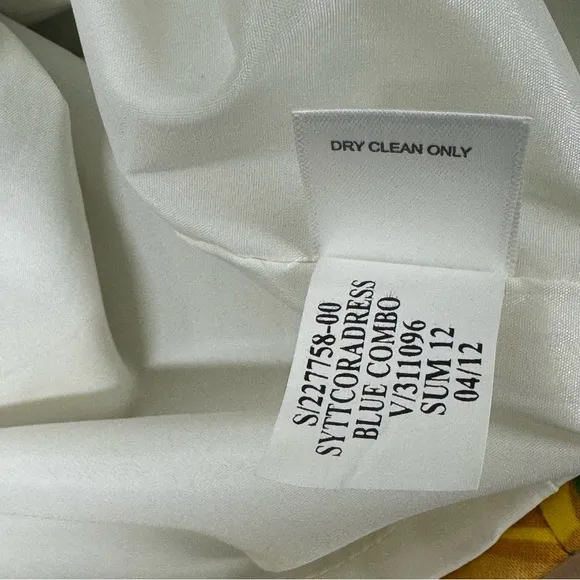 DRY CLEAN ONLY
S/227758-00
SYTTCORADRESS
BLUE COMBO
V/311096
SUM 12
04/12